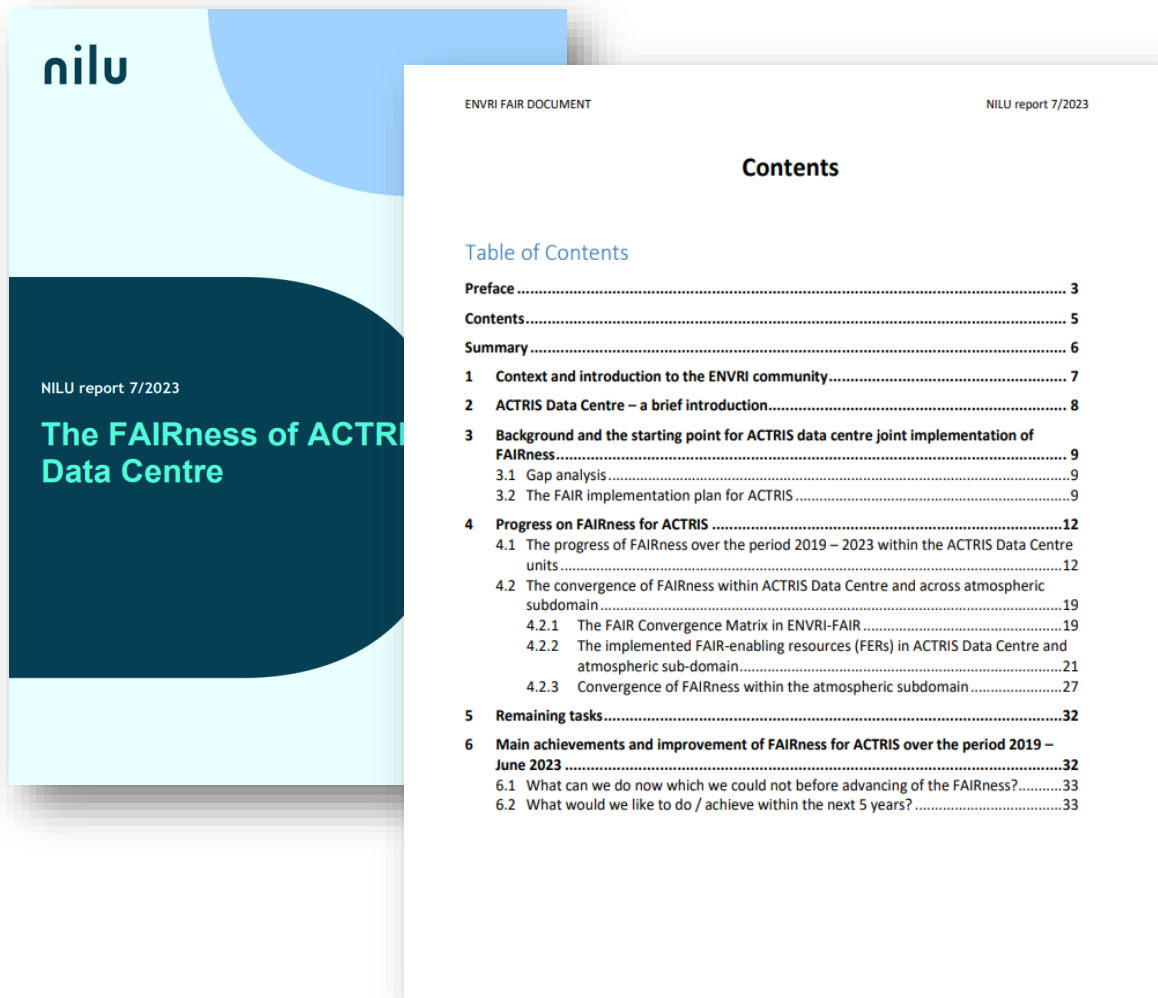 nilu
NILU report 7/2023
The FAIRness of ACTRI
Data Centre
ENVRI FAIR DOCUMENT NILU report 7/2023
Contents
Table of Contents
Preface ........ 3
Contents ........ 5
Summary ........ 6
1 Context and introduction to the ENVRI community ........ 7
2 ACTRIS Data Centre – a brief introduction ........ 8
3 Background and the starting point for ACTRIS data centre joint implementation of
FAIRness ........ 9
3.1 Gap analysis ........ 9
3.2 The FAIR implementation plan for ACTRIS ........ 9
4 Progress on FAIRness for ACTRIS ........ 12
4.1 The progress of FAIRness over the period 2019 – 2023 within the ACTRIS Data Centre
units ........ 12
4.2 The convergence of FAIRness within ACTRIS Data Centre and across atmospheric
subdomain ........ 19
4.2.1 The FAIR Convergence Matrix in ENVRI-FAIR ........ 19
4.2.2 The implemented FAIR-enabling resources (FERs) in ACTRIS Data Centre and
atmospheric sub-domain ........ 21
4.2.3 Convergence of FAIRness within the atmospheric subdomain ........ 27
5 Remaining tasks ........ 32
6 Main achievements and improvement of FAIRness for ACTRIS over the period 2019 –
June 2023 ........ 32
6.1 What can we do now which we could not before advancing of the FAIRness? ........ 33
6.2 What would we like to do / achieve within the next 5 years? ........ 33